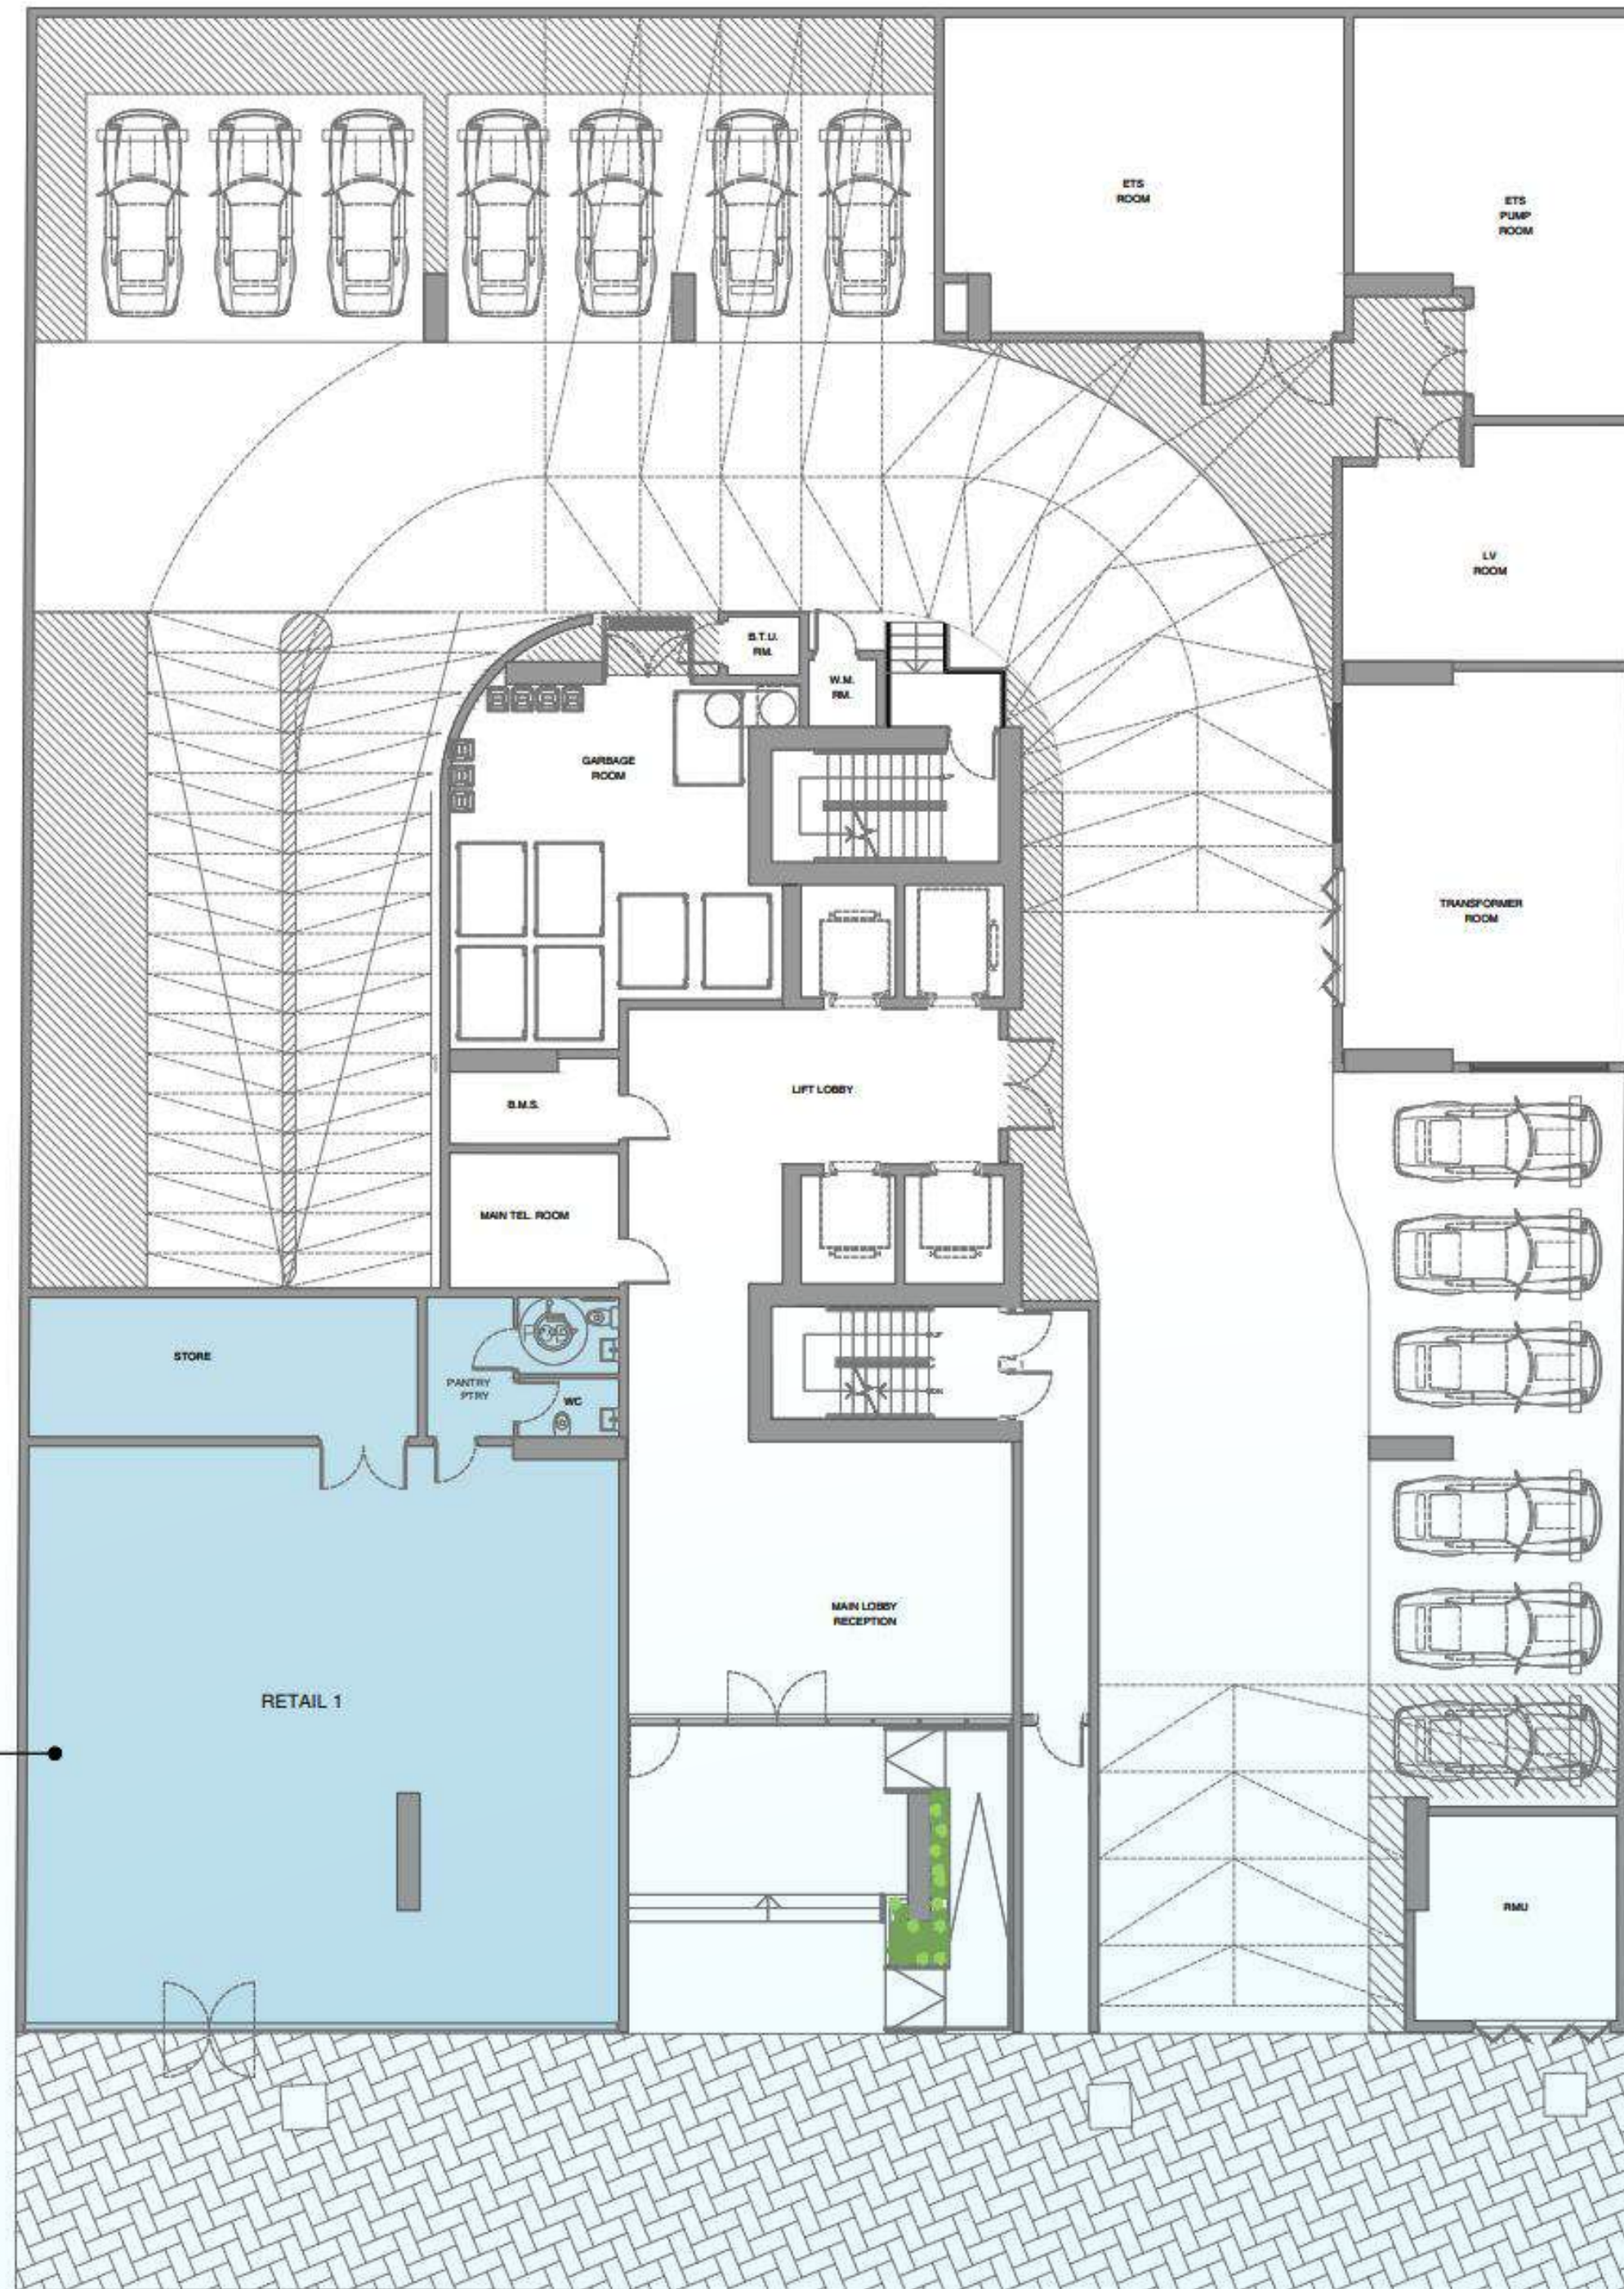 ETS
ROOM
ETS
PUMP
ROOM
LV
ROOM
B.T.U.
RM.
W.M.
RM.
GARBAGE
ROOM
TRANSFORMER
ROOM
LIFT LOBBY
B.M.S.
MAIN TEL. ROOM
STORE
PANTRY
PTRY
WC
MAIN LOBBY
RECEPTION
RETAIL 1
RMU